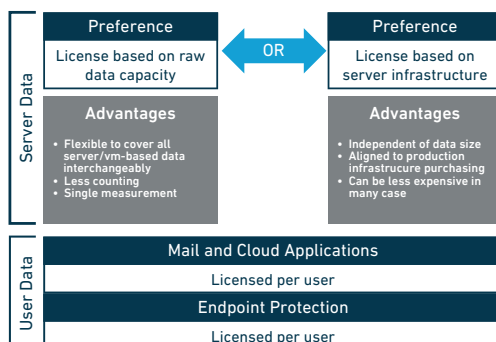 Server Data
Preference
License based on raw
data capacity
OR
Preference
License based on
server infrastructure
Advantages
• Flexible to cover all
server/vm-based data
interchangeably
• Less counting
• Single measurement
Advantages
• Independent of data size
• Aligned to production
infrastrucure purchasing
• Can be less expensive in
many case
User Data
Mail and Cloud Applications
Licensed per user
Endpoint Protection
Licensed per user